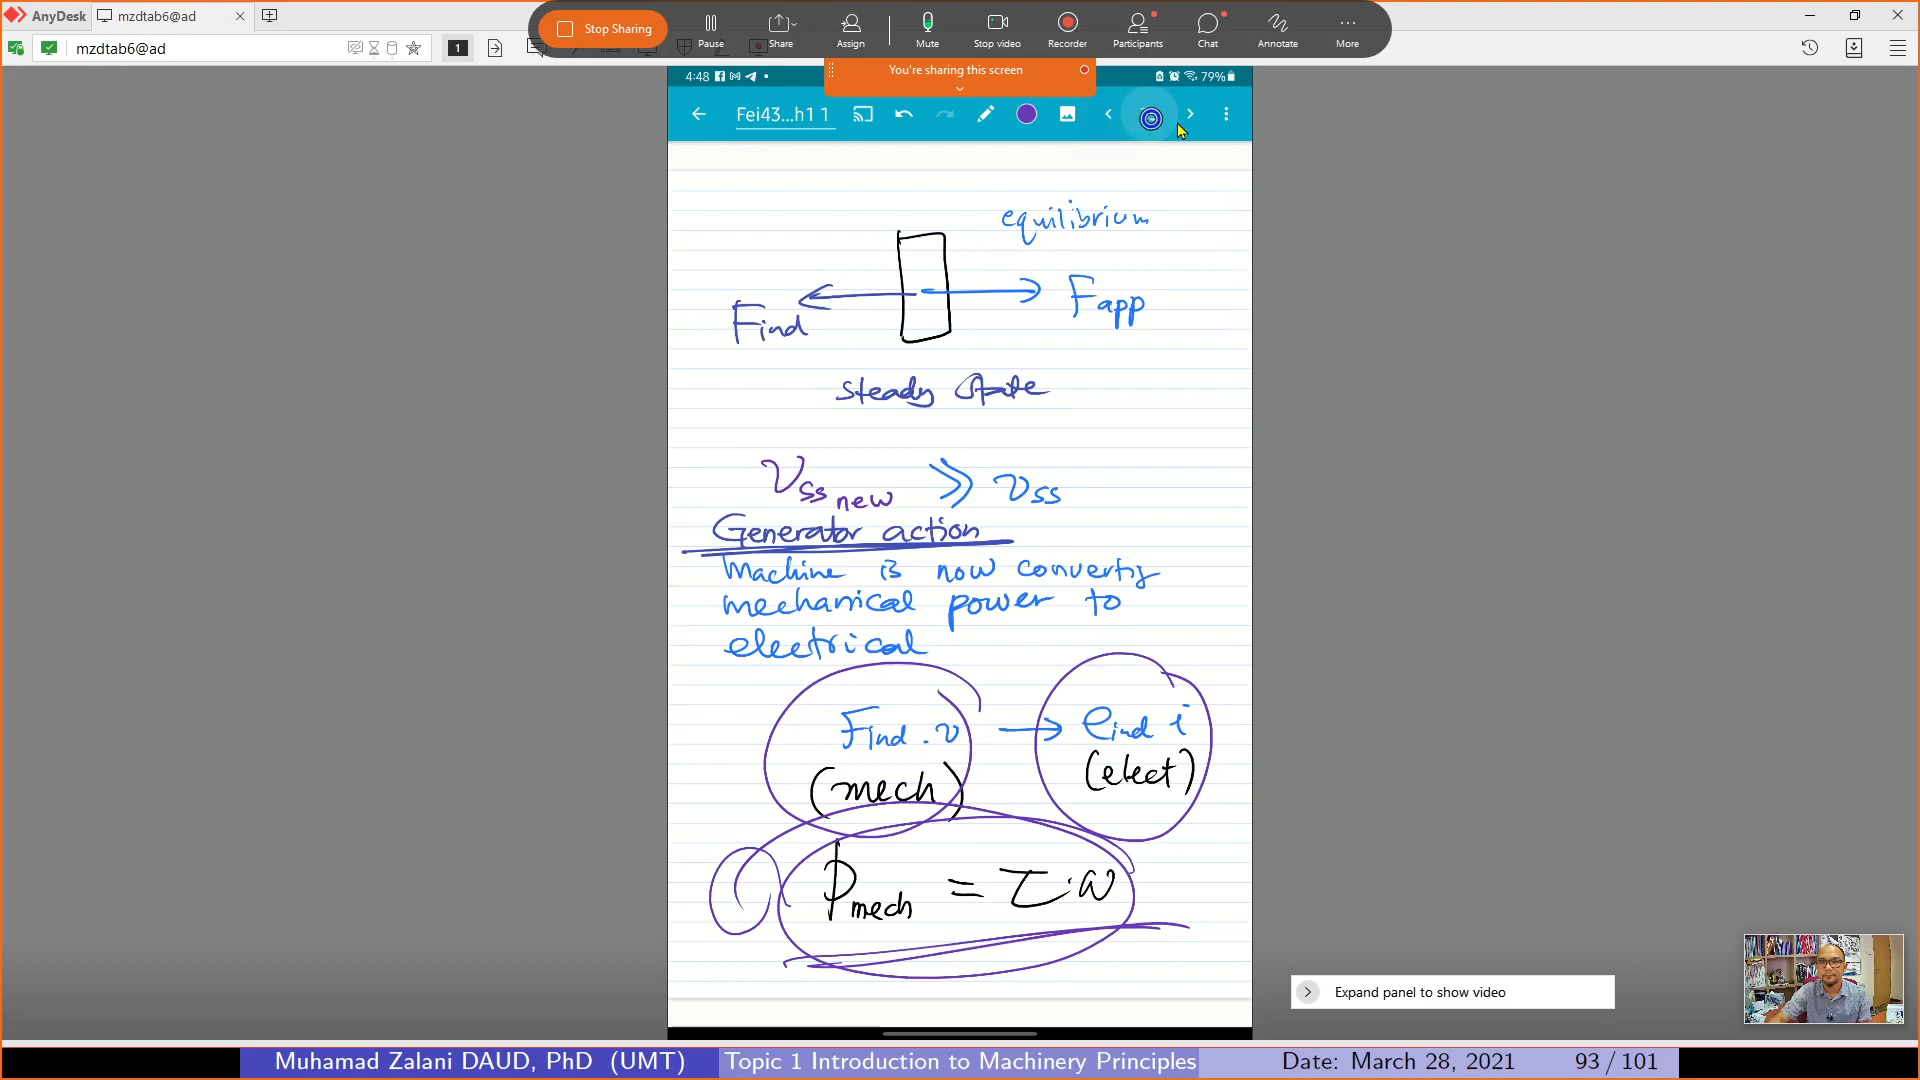 AnyDesk mzdtab6@ad
Stop Sharing Pause Share Assign Mute Stop video Recorder Participants Chat Annotate More
mzdtab6@ad 1
You're sharing this screen
4:48 79%
Fei43...h1 1
equilibrium
Find Fapp
steady state
Vss new >> Vss
Generator action
Machine is now converting
mechanical power to
electrical
Find . v → eind i
(mech) (elect)
Pmech = τ . ω
Expand panel to show video
Muhamad Zalani DAUD, PhD (UMT) Topic 1 Introduction to Machinery Principles Date: March 28, 2021 93 / 101